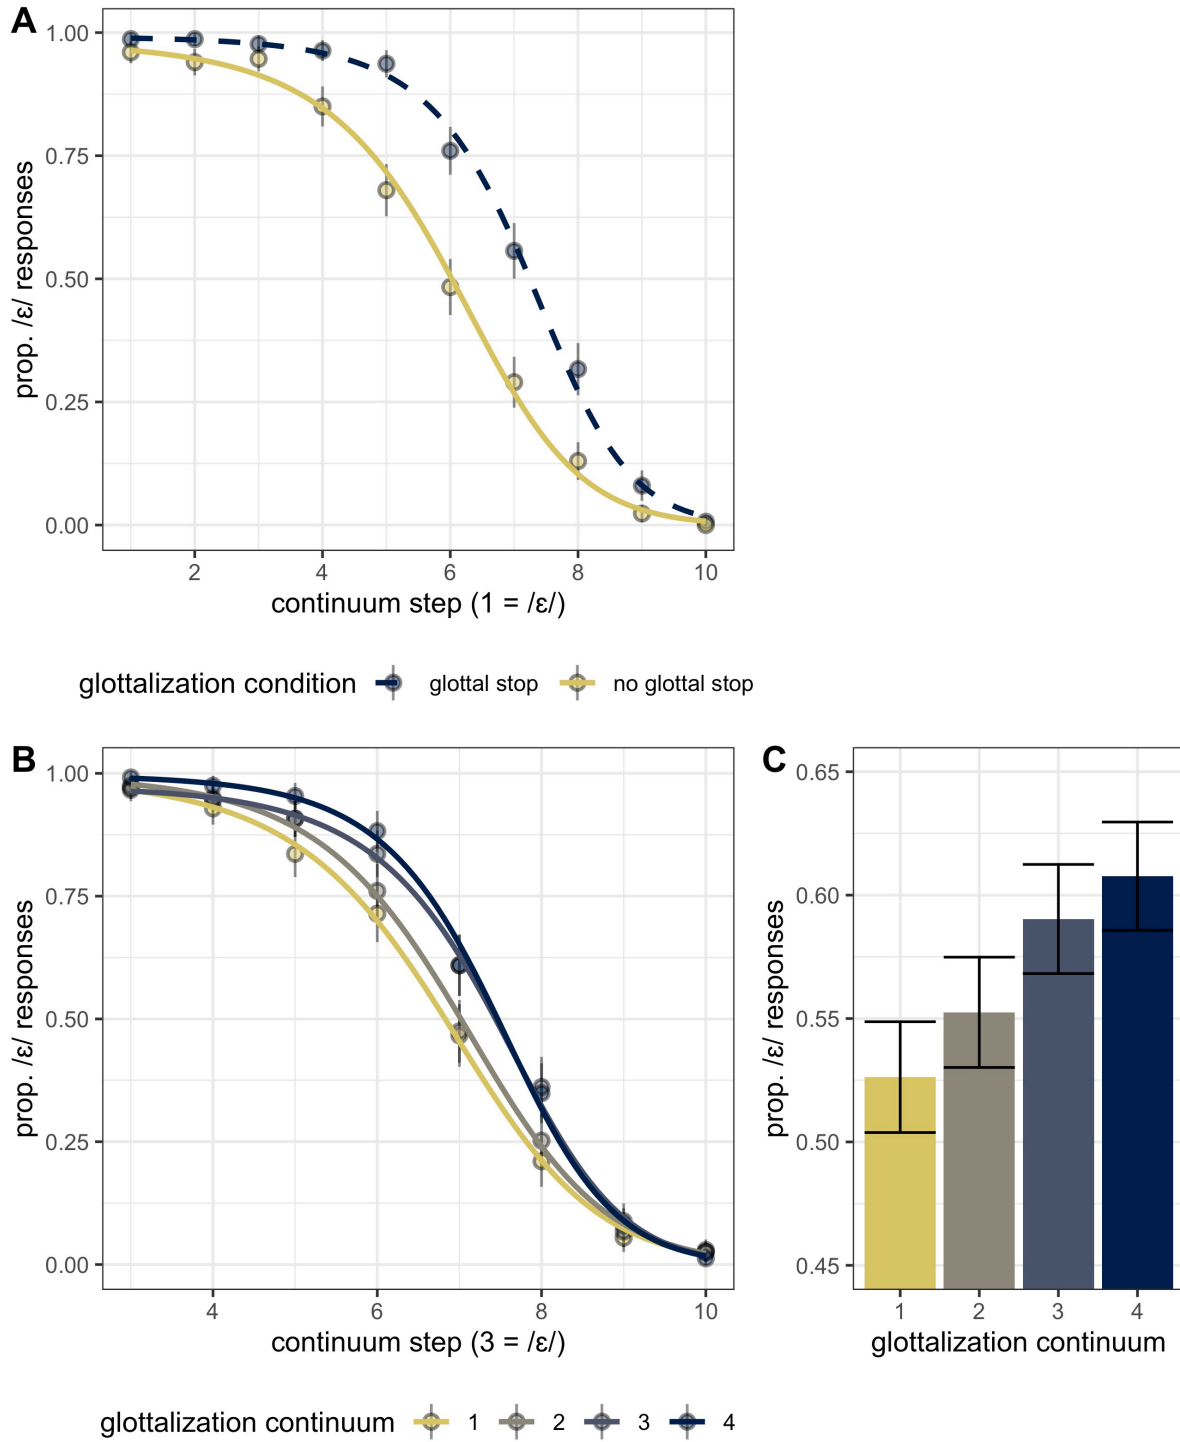 A
1.00
0.75
0.50
0.25
0.00
prop. /ε/ responses
2 4 6 8 10
continuum step (1 = /ε/)
glottalization condition glottal stop no glottal stop
B
1.00
0.75
0.50
0.25
0.00
prop. /ε/ responses
4 6 8 10
continuum step (3 = /ε/)
glottalization continuum 1 2 3 4
C
0.65
0.60
0.55
0.50
0.45
prop. /ε/ responses
1 2 3 4
glottalization continuum